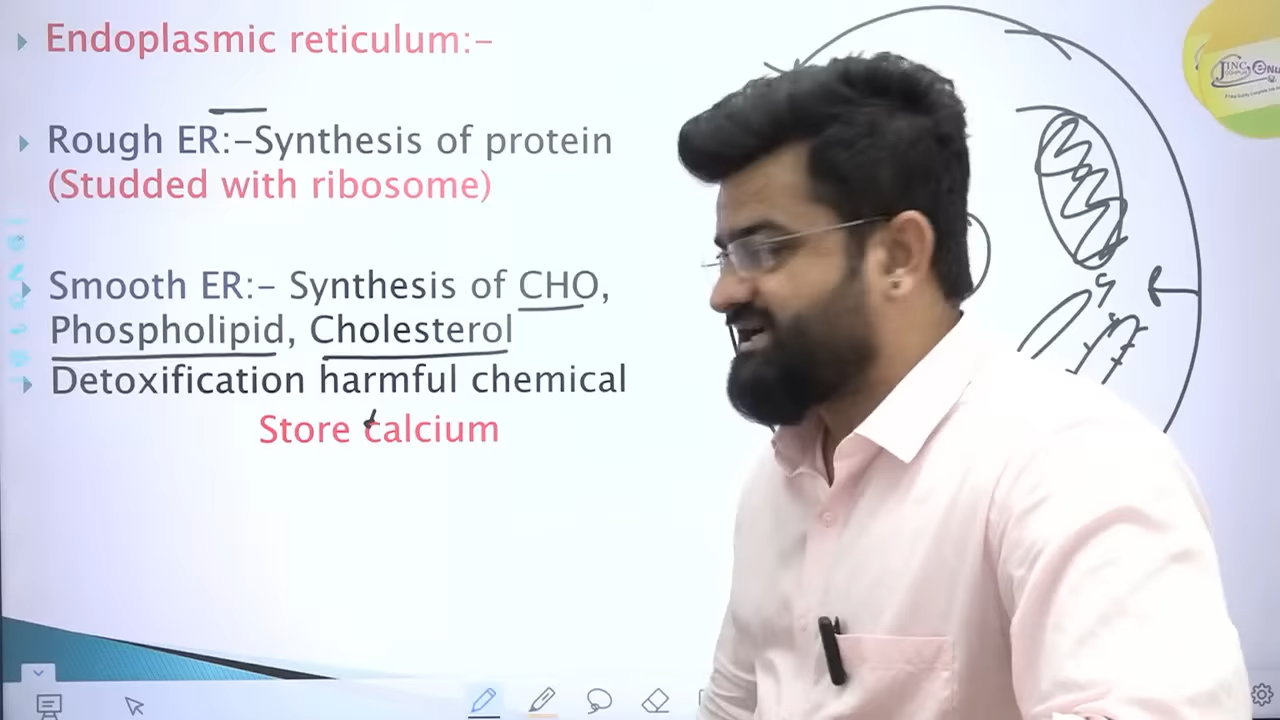 Endoplasmic reticulum:-
Rough ER:-Synthesis of protein
(Studded with ribosome)
Smooth ER:- Synthesis of CHO,
Phospholipid, Cholesterol
Detoxification harmful chemical
Store calcium
JINC